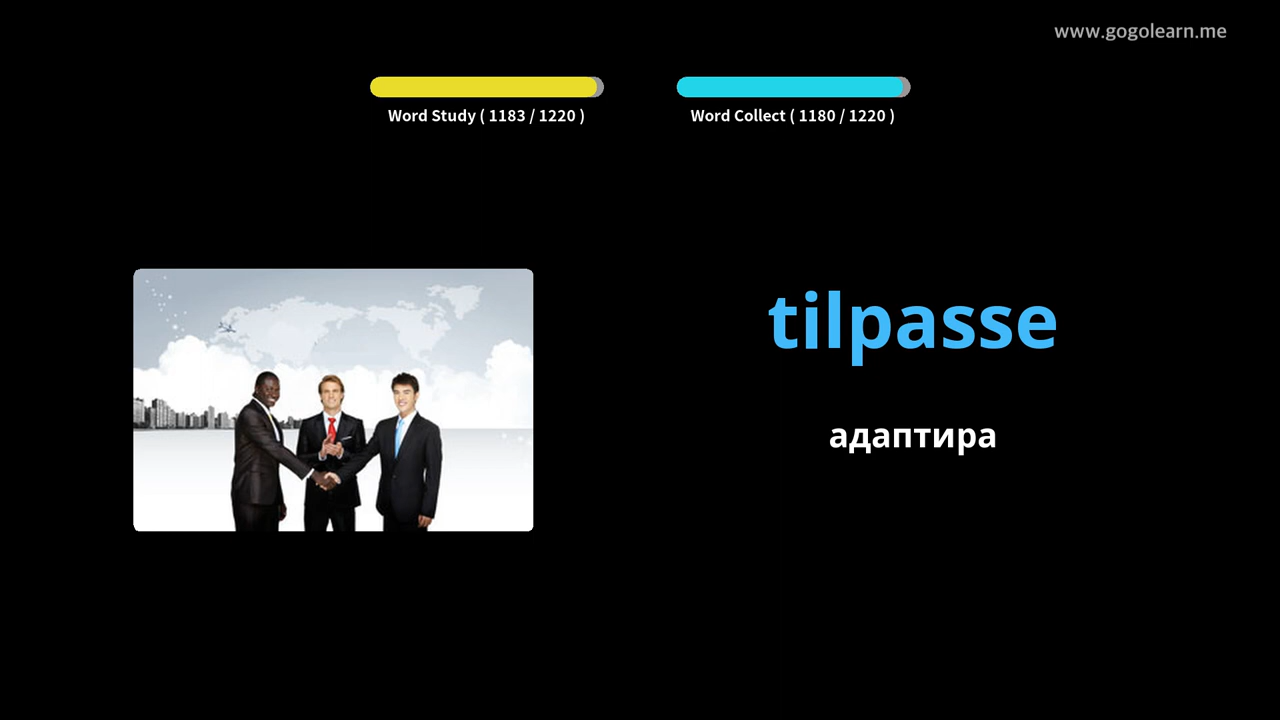 www.gogolearn.me
Word Study ( 1183 / 1220 )
Word Collect ( 1180 / 1220 )
tilpasse
адаптира